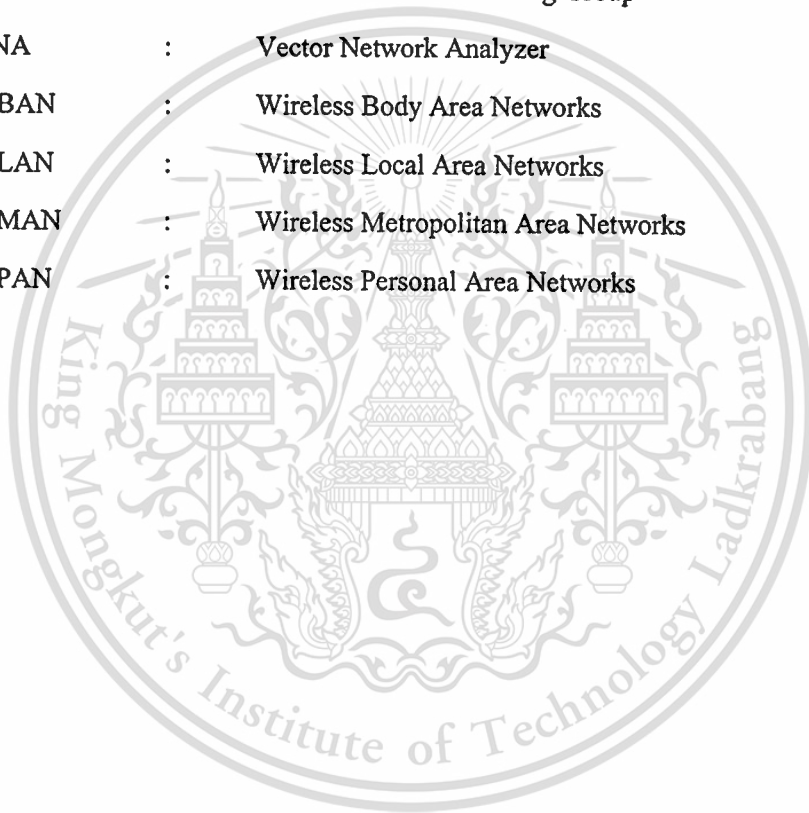 NA : Vector Network Analyzer
BAN : Wireless Body Area Networks
LAN : Wireless Local Area Networks
MAN : Wireless Metropolitan Area Networks
PAN : Wireless Personal Area Networks
King Mongkut's Institute of Technology Ladkrabang